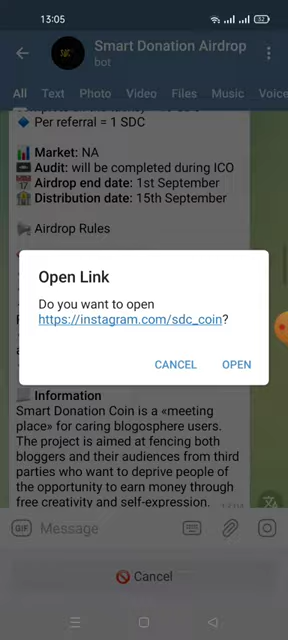 13:05
52
Smart Donation Airdrop
bot
All Text Photo Video Files Music Voice
Per referral = 1 SDC
Market: NA
Audit: will be completed during ICO
Airdrop end date: 1st September
Distribution date: 15th September
Airdrop Rules
Open Link
Do you want to open
https://instagram.com/sdc_coin?
CANCEL OPEN
Information
Smart Donation Coin is a «meeting
place» for caring blogosphere users.
The project is aimed at fencing both
bloggers and their audiences from third
parties who want to deprive people of
the opportunity to earn money through
free creativity and self-expression.
GIF Message
Cancel